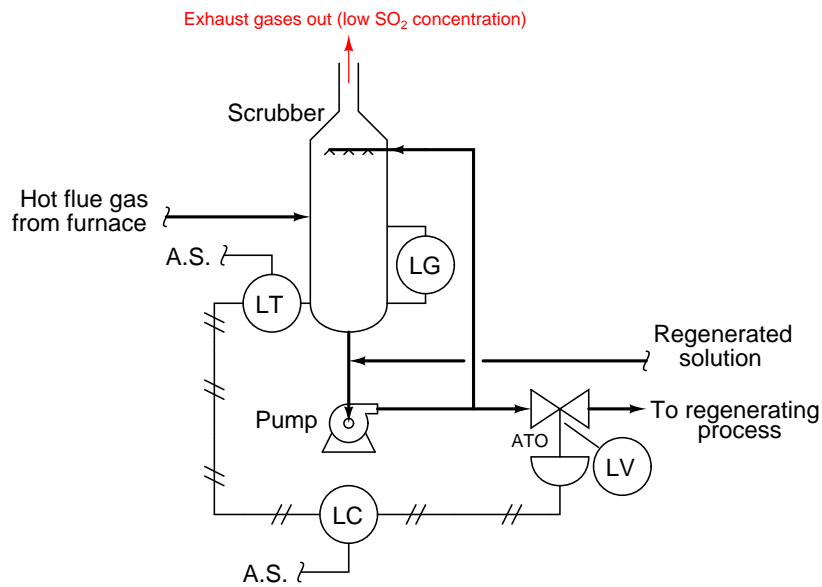 Exhaust gases out (low SO2 concentration)
Scrubber
Hot flue gas
from furnace
A.S.
LG
LT
Regenerated
solution
Pump
To regenerating
process
ATO
LV
LC
A.S.